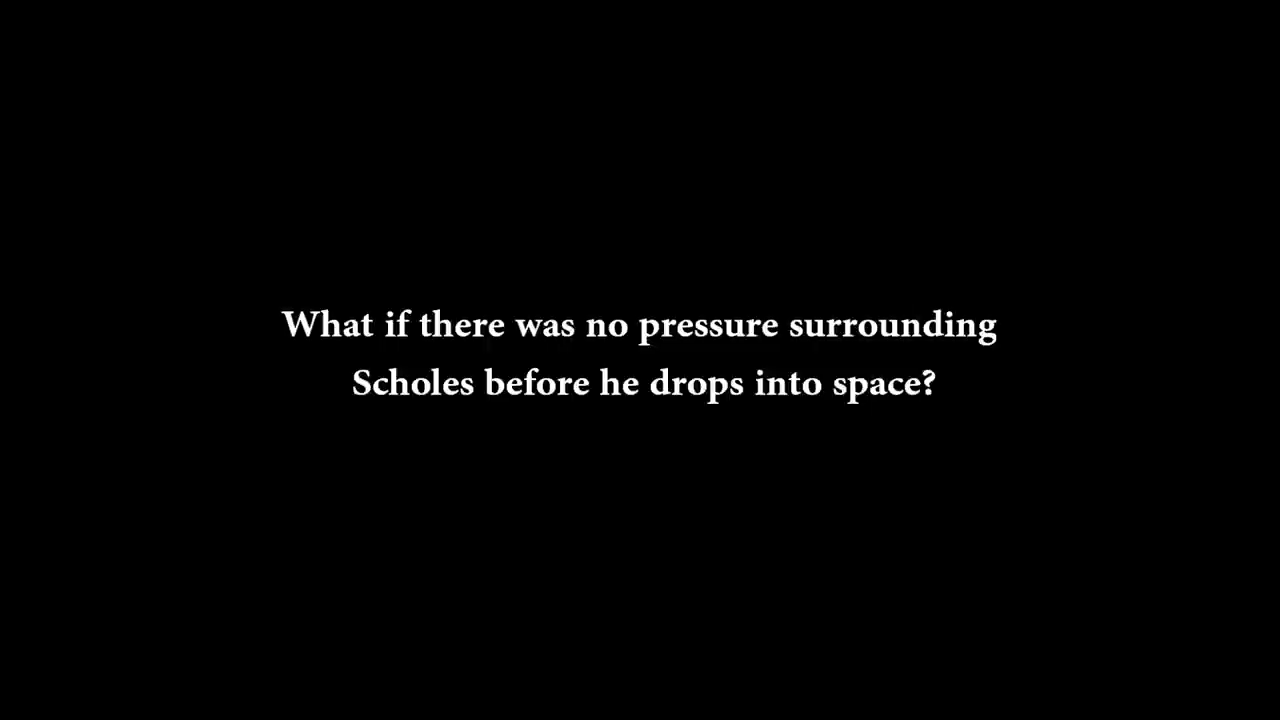 What if there was no pressure surrounding
Scholes before he drops into space?